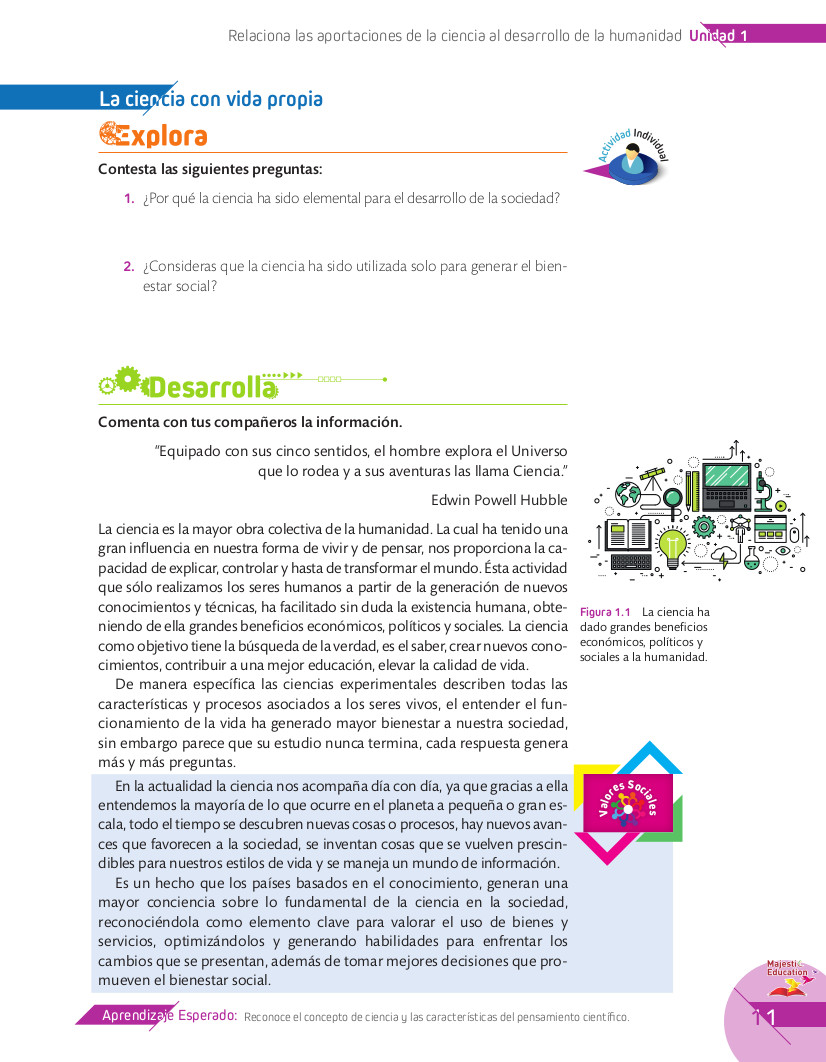 Relaciona las aportaciones de la ciencia al desarrollo de la humanidad Unidad 1
La ciencia con vida propia
Explora
Actividad Individual
Contesta las siguientes preguntas:
1. ¿Por qué la ciencia ha sido elemental para el desarrollo de la sociedad?
2. ¿Consideras que la ciencia ha sido utilizada solo para generar el bien-
estar social?
Desarrolla
Comenta con tus compañeros la información.
"Equipado con sus cinco sentidos, el hombre explora el Universo
que lo rodea y a sus aventuras las llama Ciencia."
Edwin Powell Hubble
La ciencia es la mayor obra colectiva de la humanidad. La cual ha tenido una
gran influencia en nuestra forma de vivir y de pensar, nos proporciona la ca-
pacidad de explicar, controlar y hasta de transformar el mundo. Ésta actividad
que sólo realizamos los seres humanos a partir de la generación de nuevos
conocimientos y técnicas, ha facilitado sin duda la existencia humana, obte-
niendo de ella grandes beneficios económicos, políticos y sociales. La ciencia
como objetivo tiene la búsqueda de la verdad, es el saber, crear nuevos cono-
cimientos, contribuir a una mejor educación, elevar la calidad de vida.
De manera específica las ciencias experimentales describen todas las
características y procesos asociados a los seres vivos, el entender el fun-
cionamiento de la vida ha generado mayor bienestar a nuestra sociedad,
sin embargo parece que su estudio nunca termina, cada respuesta genera
más y más preguntas.
Figura 1.1 La ciencia ha
dado grandes beneficios
económicos, políticos y
sociales a la humanidad.
En la actualidad la ciencia nos acompaña día con día, ya que gracias a ella
entendemos la mayoría de lo que ocurre en el planeta a pequeña o gran es-
cala, todo el tiempo se descubren nuevas cosas o procesos, hay nuevos avan-
ces que favorecen a la sociedad, se inventan cosas que se vuelven prescin-
dibles para nuestros estilos de vida y se maneja un mundo de información.
Es un hecho que los países basados en el conocimiento, generan una
mayor conciencia sobre lo fundamental de la ciencia en la sociedad,
reconociéndola como elemento clave para valorar el uso de bienes y
servicios, optimizándolos y generando habilidades para enfrentar los
cambios que se presentan, además de tomar mejores decisiones que pro-
mueven el bienestar social.
Valores Sociales
Majestic
Education
Aprendizaje Esperado: Reconoce el concepto de ciencia y las características del pensamiento científico.
11